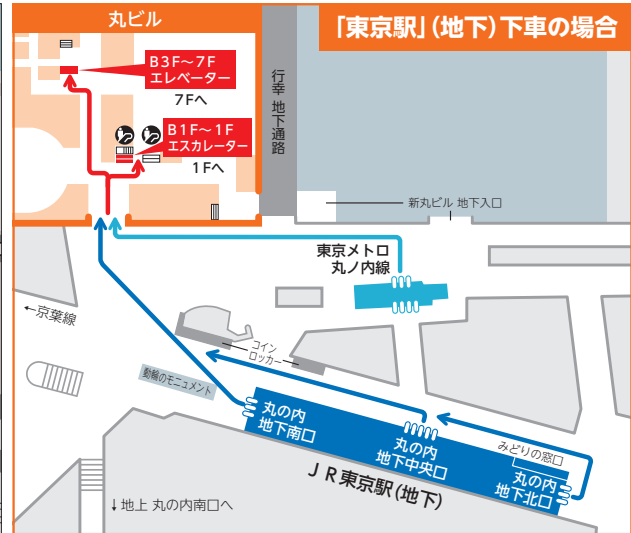 丸ビル
「東京駅」(地下)下車の場合
B3F～7F
エレベーター
7Fへ
B1F～1F
エスカレーター
1Fへ
行幸 地下通路
新丸ビル 地下入口
東京メトロ
丸ノ内線
←京葉線
コイン
ロッカー
動輪のモニュメント
丸の内
地下南口
丸の内
地下中央口
みどりの窓口
丸の内
地下北口
JR東京駅(地下)
↓地上 丸の内南口へ